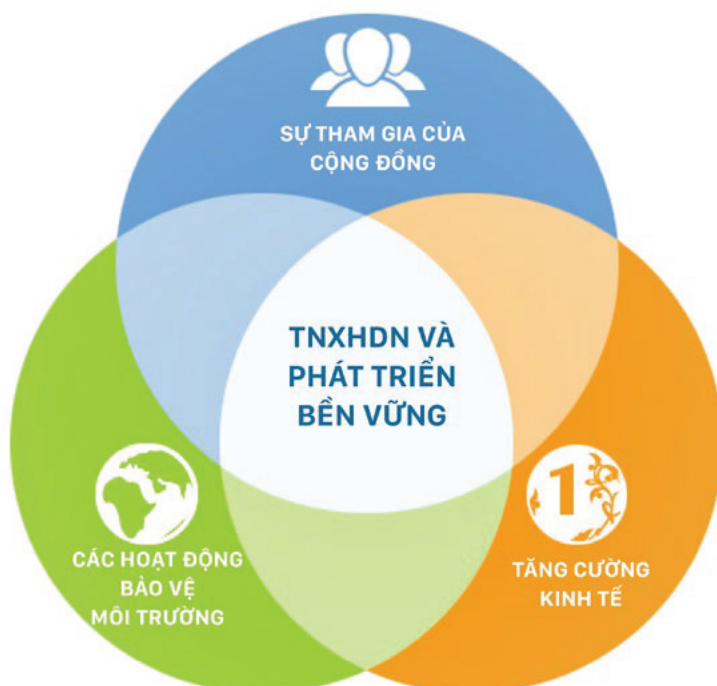 SỰ THAM GIA CỦA
CỘNG ĐỒNG
TNXHDN VÀ
PHÁT TRIỂN
BỀN VỮNG
CÁC HOẠT ĐỘNG
BẢO VỆ
MÔI TRƯỜNG
1
TĂNG CƯỜNG
KINH TẾ